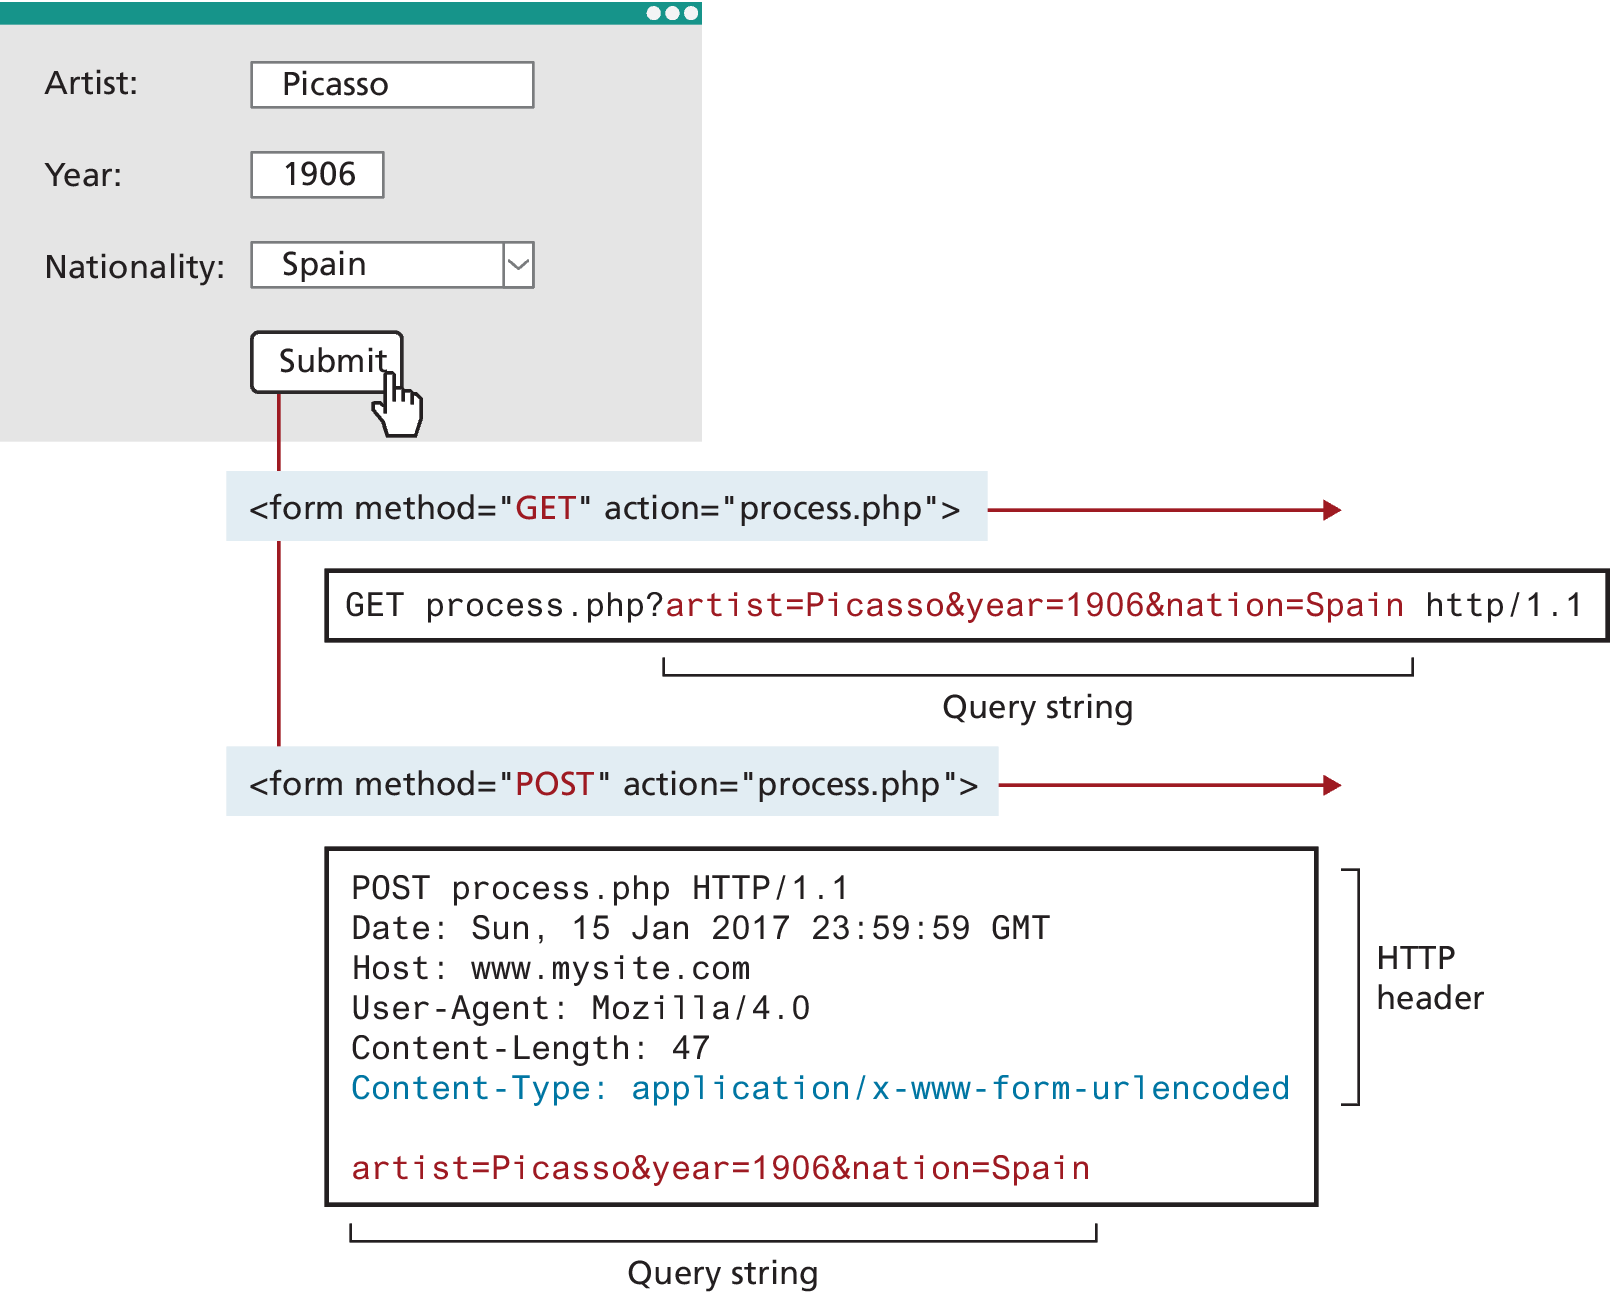 Artist: Picasso
Year: 1906
Nationality: Spain
Submit
<form method="GET" action="process.php">
GET process.php?artist=Picasso&year=1906&nation=Spain http/1.1
Query string
<form method="POST" action="process.php">
POST process.php HTTP/1.1
Date: Sun, 15 Jan 2017 23:59:59 GMT
Host: www.mysite.com
User-Agent: Mozilla/4.0
Content-Length: 47
Content-Type: application/x-www-form-urlencoded
HTTP
header
artist=Picasso&year=1906&nation=Spain
Query string